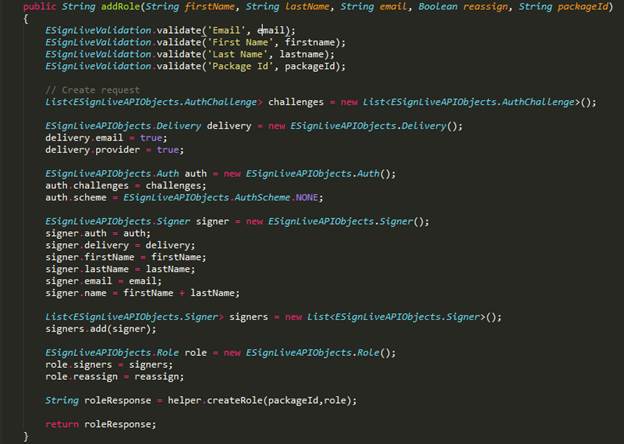 public String addRole(String firstName, String lastName, String email, Boolean reassign, String packageId)
{
    ESignLiveValidation.validate('Email', email);
    ESignLiveValidation.validate('First Name', firstname);
    ESignLiveValidation.validate('Last Name', lastname);
    ESignLiveValidation.validate('Package Id', packageId);

    // Create request
    List<ESignLiveAPIObjects.AuthChallenge> challenges = new List<ESignLiveAPIObjects.AuthChallenge>();

    ESignLiveAPIObjects.Delivery delivery = new ESignLiveAPIObjects.Delivery();
    delivery.email = true;
    delivery.provider = true;

    ESignLiveAPIObjects.Auth auth = new ESignLiveAPIObjects.Auth();
    auth.challenges = challenges;
    auth.scheme = ESignLiveAPIObjects.AuthScheme.NONE;

    ESignLiveAPIObjects.Signer signer = new ESignLiveAPIObjects.Signer();
    signer.auth = auth;
    signer.delivery = delivery;
    signer.firstName = firstName;
    signer.lastName = lastName;
    signer.email = email;
    signer.name = firstName + lastName;

    List<ESignLiveAPIObjects.Signer> signers = new List<ESignLiveAPIObjects.Signer>();
    signers.add(signer);

    ESignLiveAPIObjects.Role role = new ESignLiveAPIObjects.Role();
    role.signers = signers;
    role.reassign = reassign;

    String roleResponse = helper.createRole(packageId,role);

    return roleResponse;
}